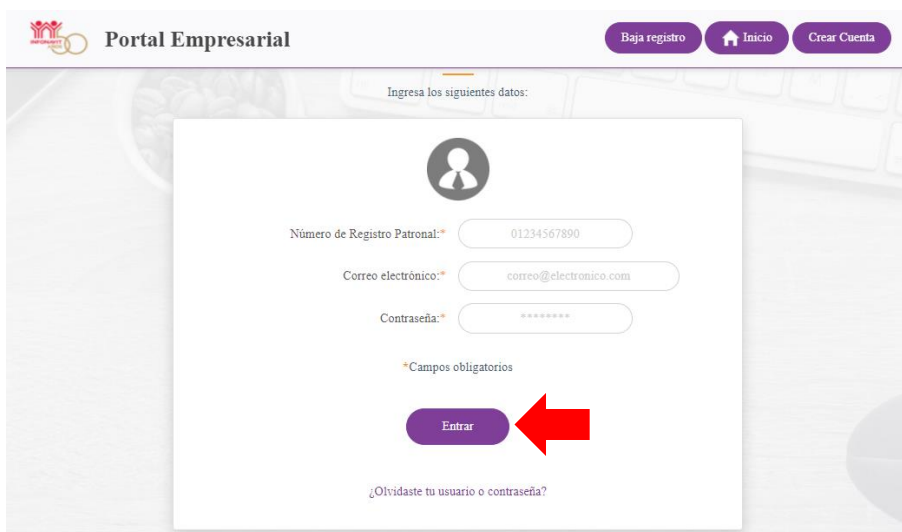 Portal Empresarial
Baja registro
Inicio
Crear Cuenta
Ingresa los siguientes datos:
Número de Registro Patronal:* 01234567890
Correo electrónico:* correo@electronico.com
Contraseña:* ********
*Campos obligatorios
Entrar
¿Olvidaste tu usuario o contraseña?